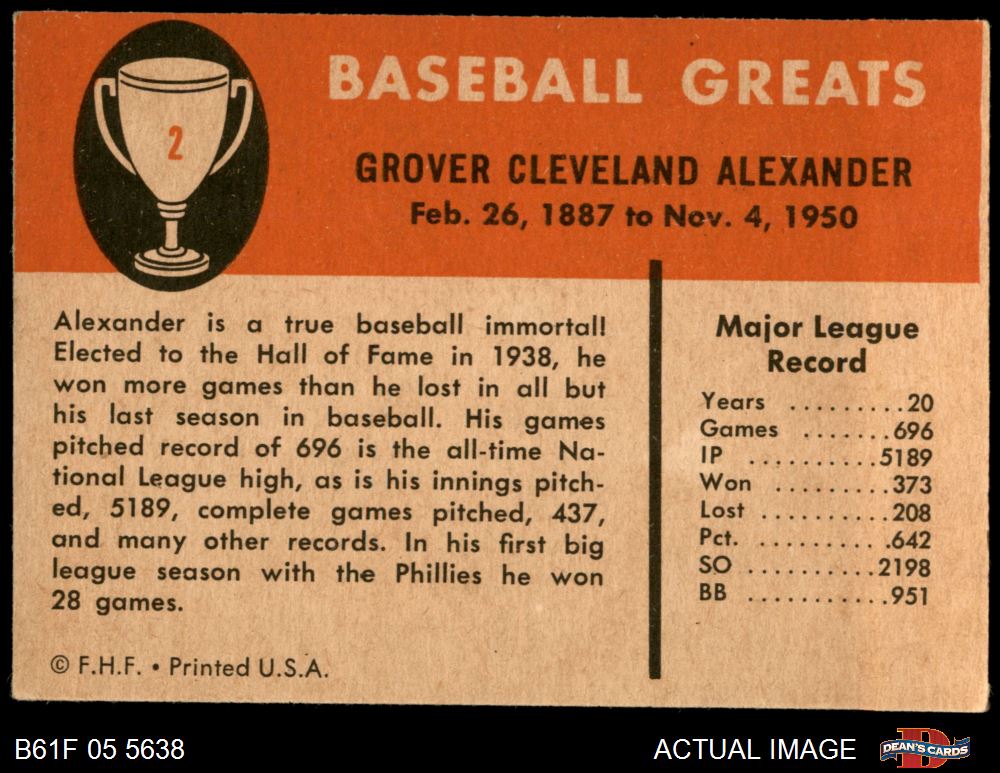 2
BASEBALL GREATS
GROVER CLEVELAND ALEXANDER
Feb. 26, 1887 to Nov. 4, 1950
Alexander is a true baseball immortal!
Elected to the Hall of Fame in 1938, he
won more games than he lost in all but
his last season in baseball. His games
pitched record of 696 is the all-time Na-
tional League high, as is his innings pitch-
ed, 5189, complete games pitched, 437,
and many other records. In his first big
league season with the Phillies he won
28 games.
© F.H.F. • Printed U.S.A.
Major League
Record
Years .........20
Games .......696
IP ..........5189
Won .........373
Lost ..........208
Pct. ..........642
SO ..........2198
BB ..........951
B61F 05 5638
ACTUAL IMAGE
DEAN'S CARDS